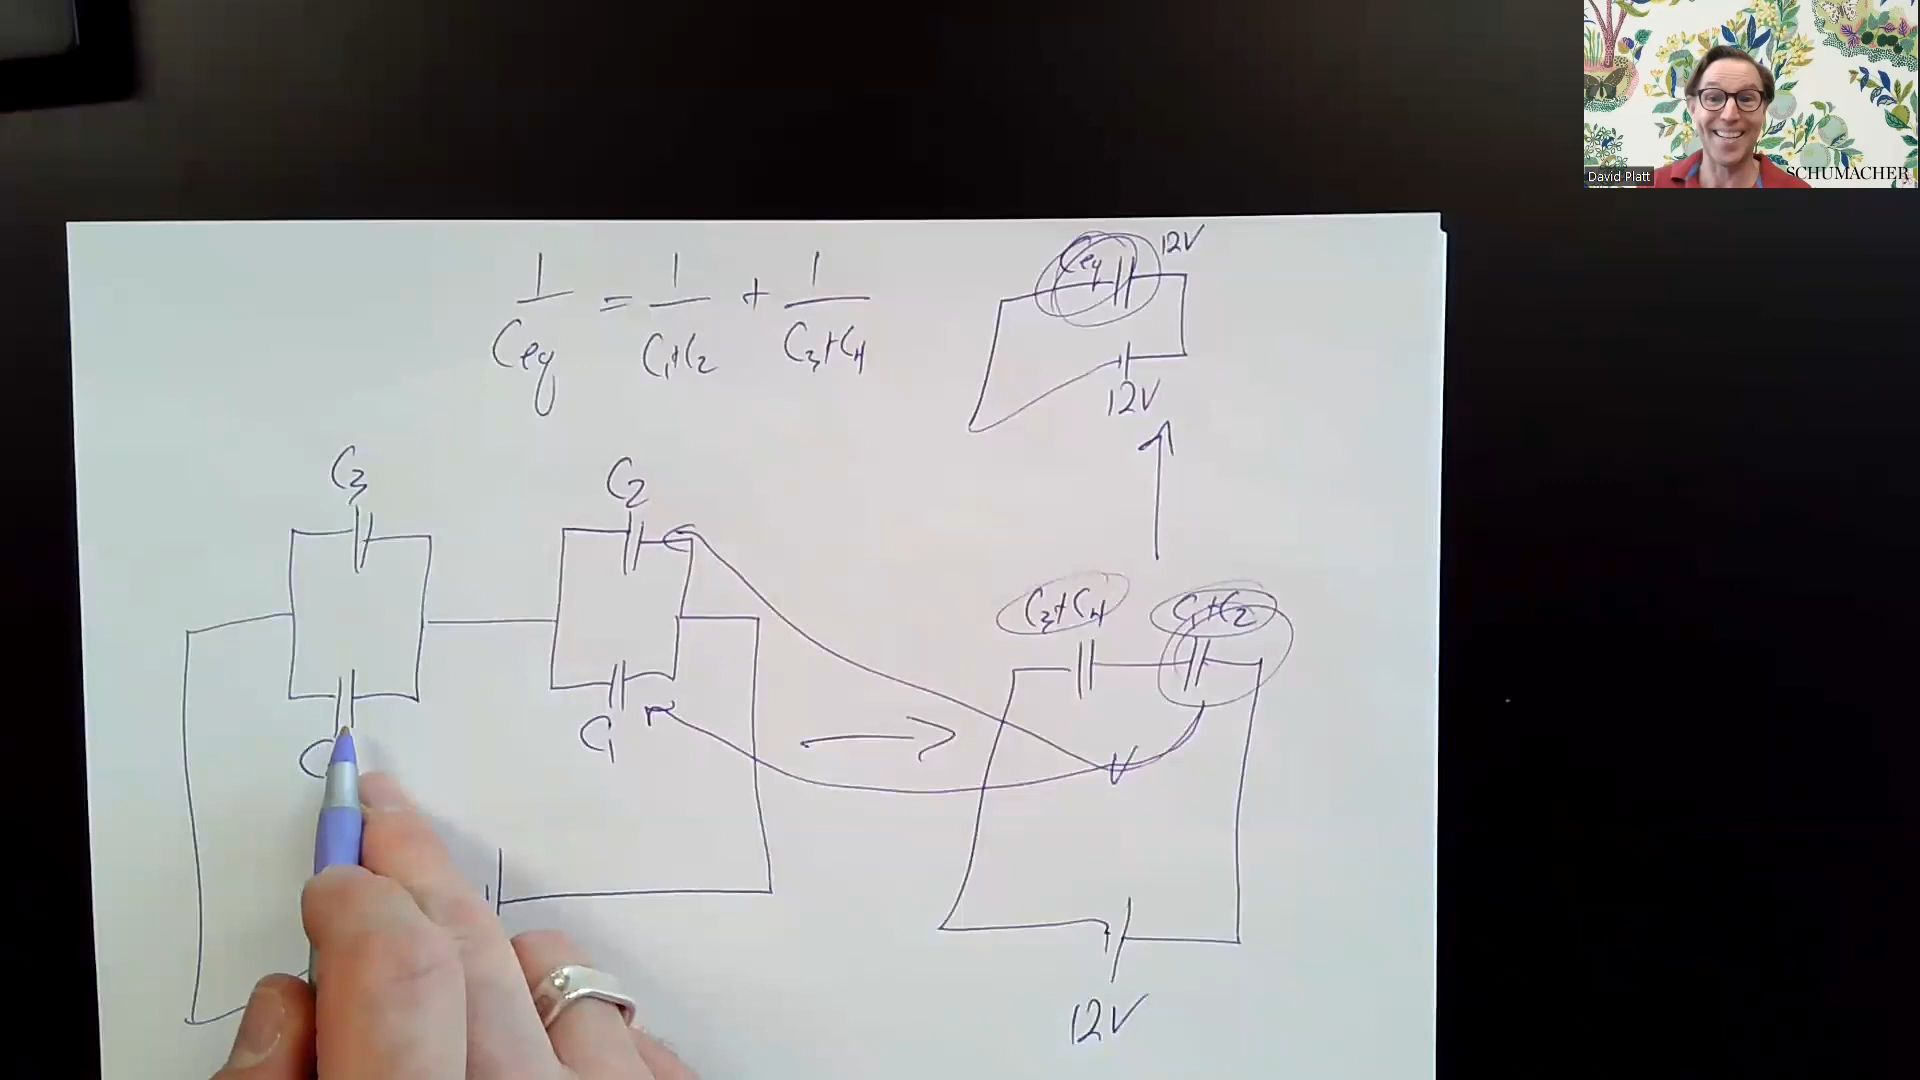 David Platt
SCHUMACHER
1/Ceq = 1/C1+C2 + 1/C3+C4
Ceq
12V
12V
C3
C2
C1
C
C3+C4
C1+C2
V
12V